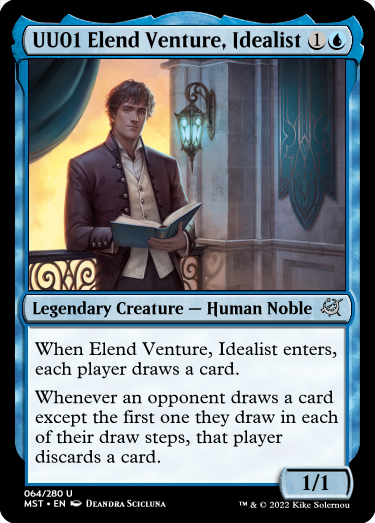 UU01 Elend Venture, Idealist 1
Legendary Creature — Human Noble
When Elend Venture, Idealist enters,
each player draws a card.
Whenever an opponent draws a card
except the first one they draw in each
of their draw steps, that player
discards a card.
1/1
064/280 U
MST • EN Deandra Scicluna
™ & © 2022 Kike Solernou